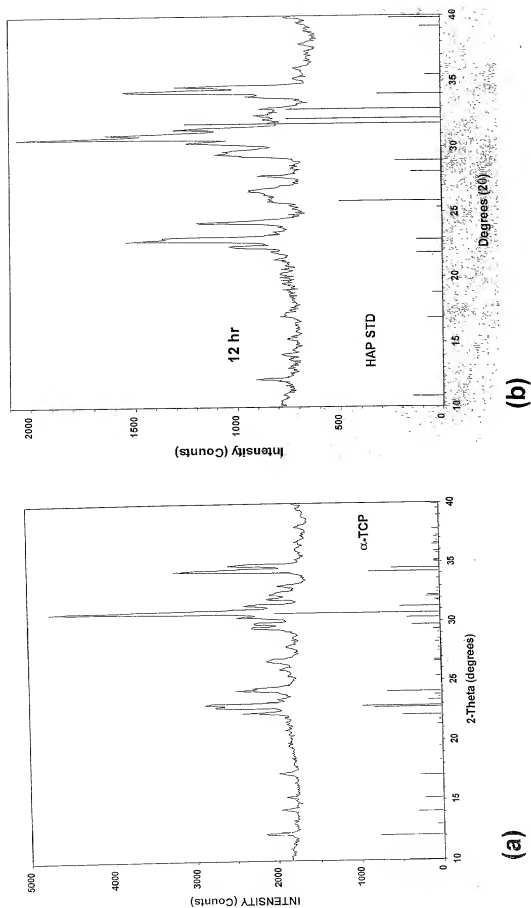 INTENSITY (Counts)
5000
4000
3000
2000
1000
0
α-TCP
10
15
20
25
30
35
40
2-Theta (degrees)
(a)
Intensity (Counts)
2000
1500
1000
500
0
12 hr
HAP STD
10
15
20
25
30
35
40
Degrees (2θ)
(b)